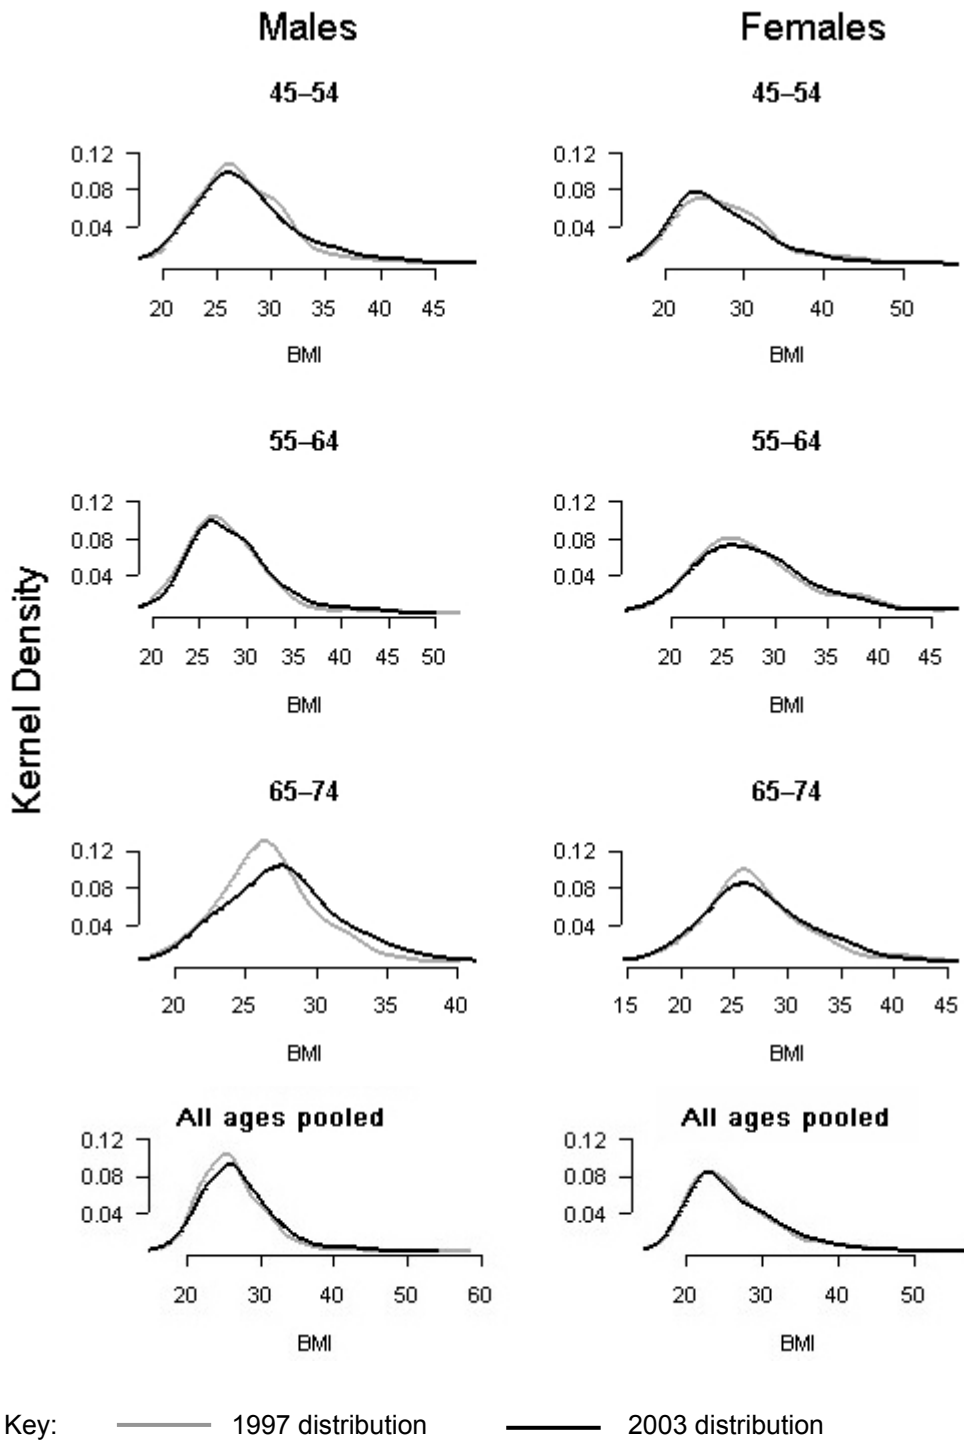 Males Females
45–54 45–54
0.12 0.12
0.08 0.08
0.04 0.04
20 25 30 35 40 45 20 30 40 50
BMI BMI
55–64 55–64
0.12 0.12
0.08 0.08
0.04 0.04
20 25 30 35 40 45 50 20 25 30 35 40 45
BMI BMI
Kernel Density
65–74 65–74
0.12 0.12
0.08 0.08
0.04 0.04
20 25 30 35 40 15 20 25 30 35 40 45
BMI BMI
All ages pooled All ages pooled
0.12 0.12
0.08 0.08
0.04 0.04
20 30 40 50 60 20 30 40 50
BMI BMI
Key: 1997 distribution 2003 distribution